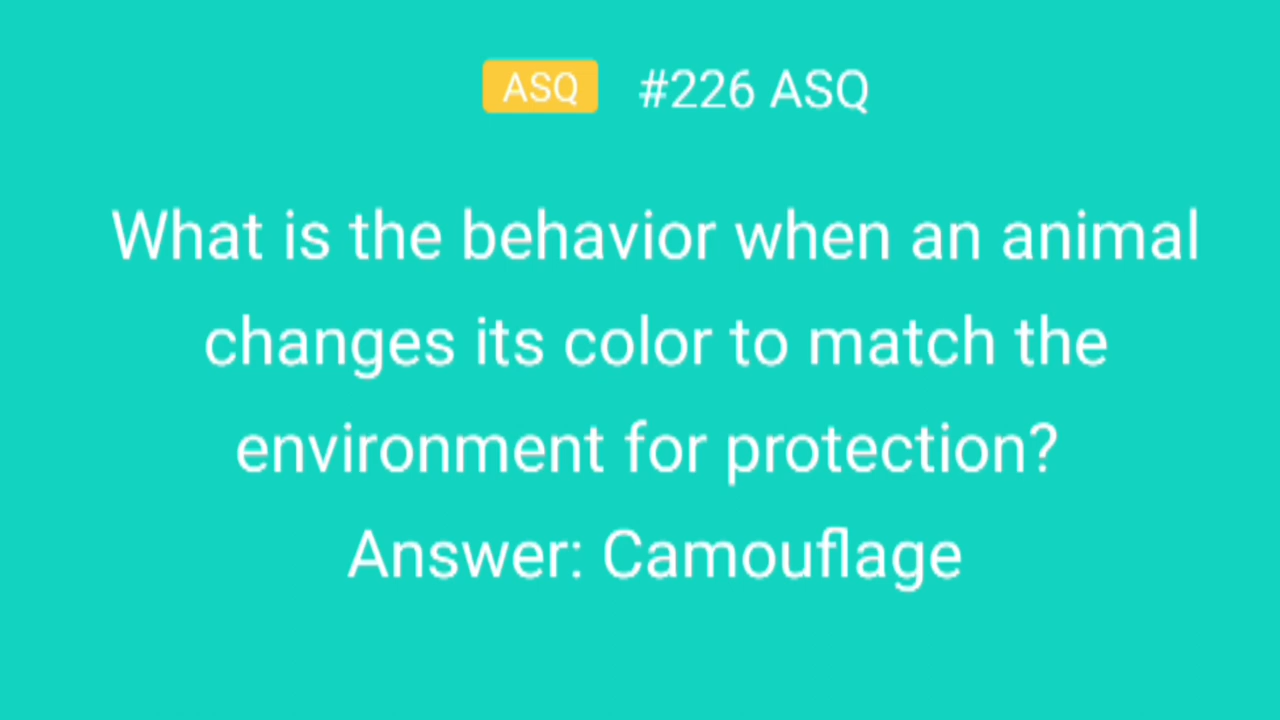 ASQ #226 ASQ
What is the behavior when an animal
changes its color to match the
environment for protection?
Answer: Camouflage